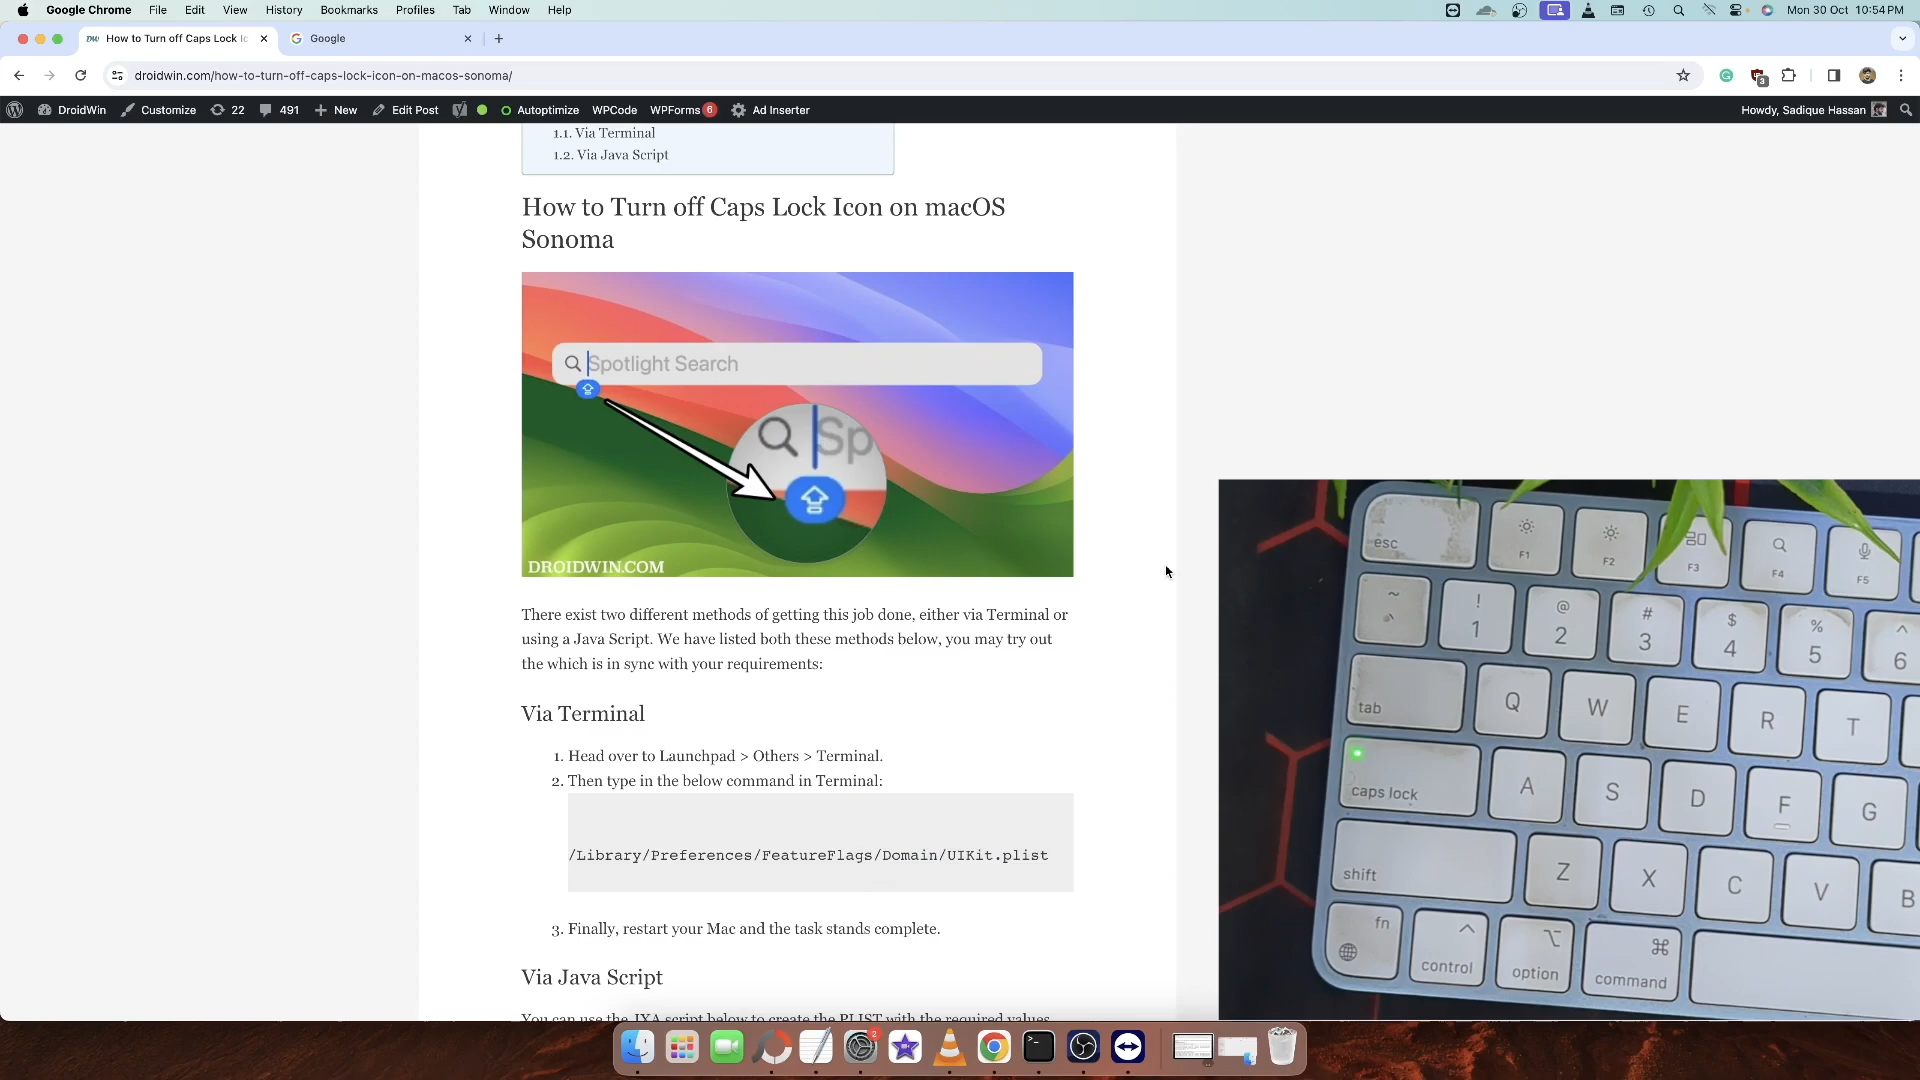 Google Chrome File Edit View History Bookmarks Profiles Tab Window Help Mon 30 Oct 10:54 PM
How to Turn off Caps Lock Ic Google
droidwin.com/how-to-turn-off-caps-lock-icon-on-macos-sonoma/ 3
DroidWin Customize 22 491 New Edit Post Autoptimize WPCode WPForms 6 Ad Inserter Howdy, Sadique Hassan
1.1. Via Terminal
1.2. Via Java Script
How to Turn off Caps Lock Icon on macOS
Sonoma
Spotlight Search
Sp
DROIDWIN.COM
There exist two different methods of getting this job done, either via Terminal or
using a Java Script. We have listed both these methods below, you may try out
the which is in sync with your requirements:
Via Terminal
1. Head over to Launchpad > Others > Terminal.
2. Then type in the below command in Terminal:
/Library/Preferences/FeatureFlags/Domain/UIKit.plist
3. Finally, restart your Mac and the task stands complete.
Via Java Script
You can use the JXA script below to create the PLIST with the required values
esc F1 F2 F3 F4 F5
~ ! @ # $ % ^
1 2 3 4 5 6
tab Q W E R T
caps lock A S D F G
shift Z X C V B
fn control option command
2